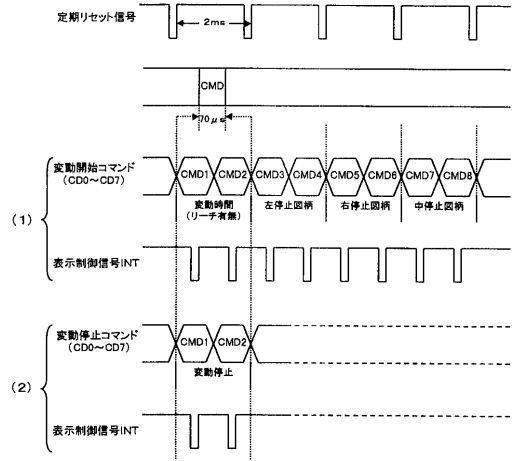 定期リセット信号
2ms
CMD
70μs
(1)
変動開始コマンド
(CD0～CD7)
CMD1 CMD2 CMD3 CMD4 CMD5 CMD6 CMD7 CMD8
変動時間
(リーチ有無)
左停止図柄 右停止図柄 中停止図柄
表示制御信号INT
(2)
変動停止コマンド
(CD0～CD7)
CMD1 CMD2
変動停止
表示制御信号INT